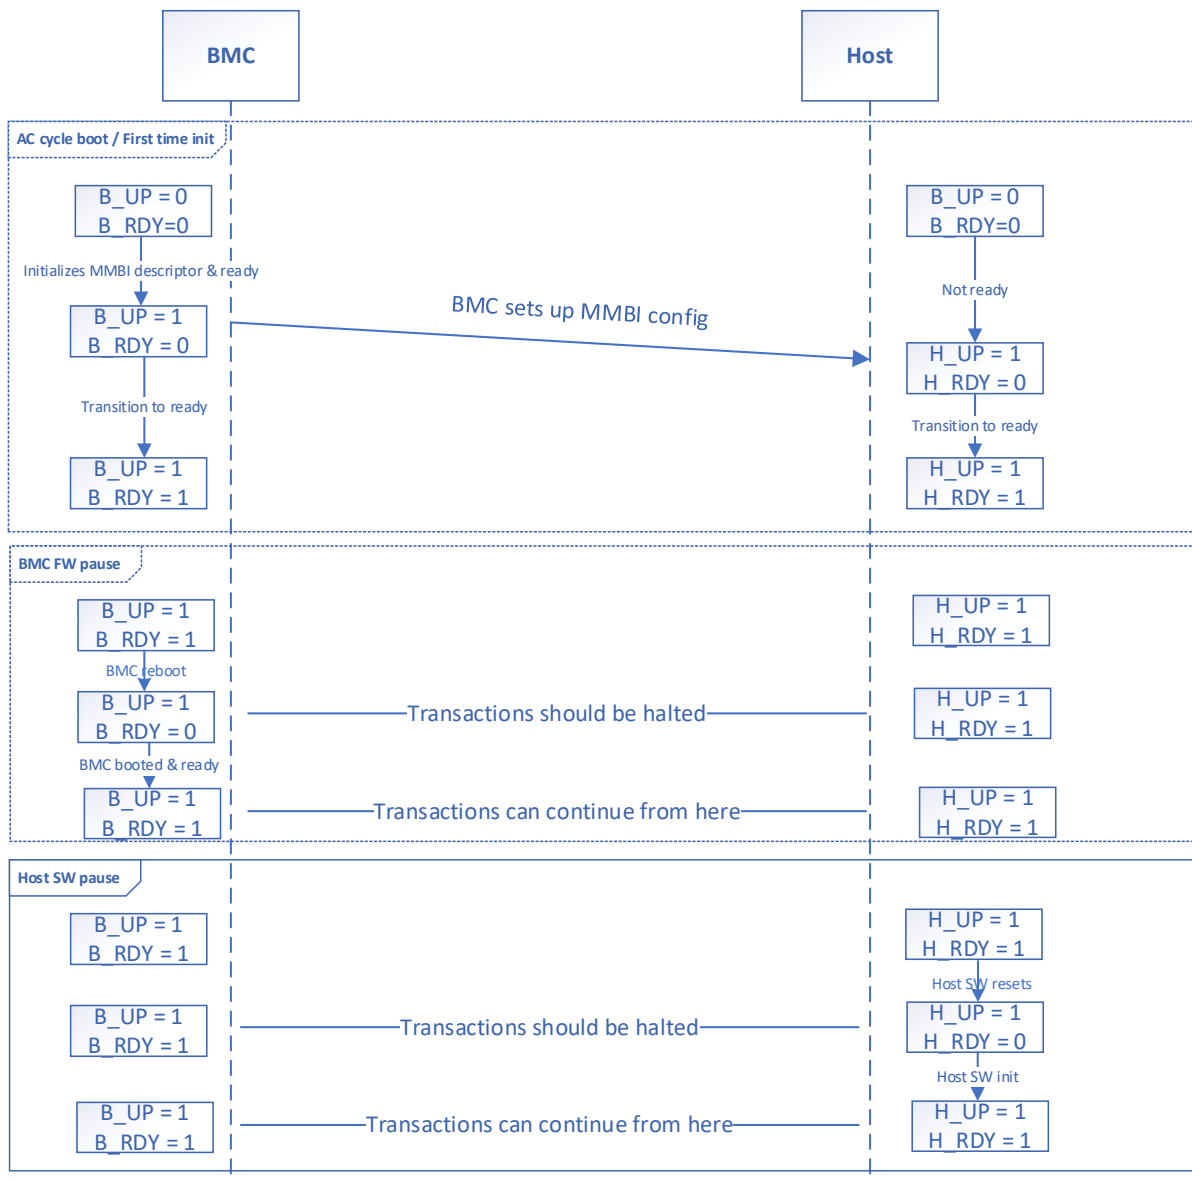 BMC
Host
AC cycle boot / First time init
B_UP = 0
B_RDY=0
B_UP = 0
B_RDY=0
Initializes MMBI descriptor & ready
Not ready
B_UP = 1
B_RDY = 0
BMC sets up MMBI config
H_UP = 1
H_RDY = 0
Transition to ready
Transition to ready
B_UP = 1
B_RDY = 1
H_UP = 1
H_RDY = 1
BMC FW pause
B_UP = 1
B_RDY = 1
H_UP = 1
H_RDY = 1
BMC reboot
B_UP = 1
B_RDY = 0
Transactions should be halted
H_UP = 1
H_RDY = 1
BMC booted & ready
B_UP = 1
B_RDY = 1
Transactions can continue from here
H_UP = 1
H_RDY = 1
Host SW pause
B_UP = 1
B_RDY = 1
H_UP = 1
H_RDY = 1
Host SW resets
B_UP = 1
B_RDY = 1
Transactions should be halted
H_UP = 1
H_RDY = 0
Host SW init
B_UP = 1
B_RDY = 1
Transactions can continue from here
H_UP = 1
H_RDY = 1